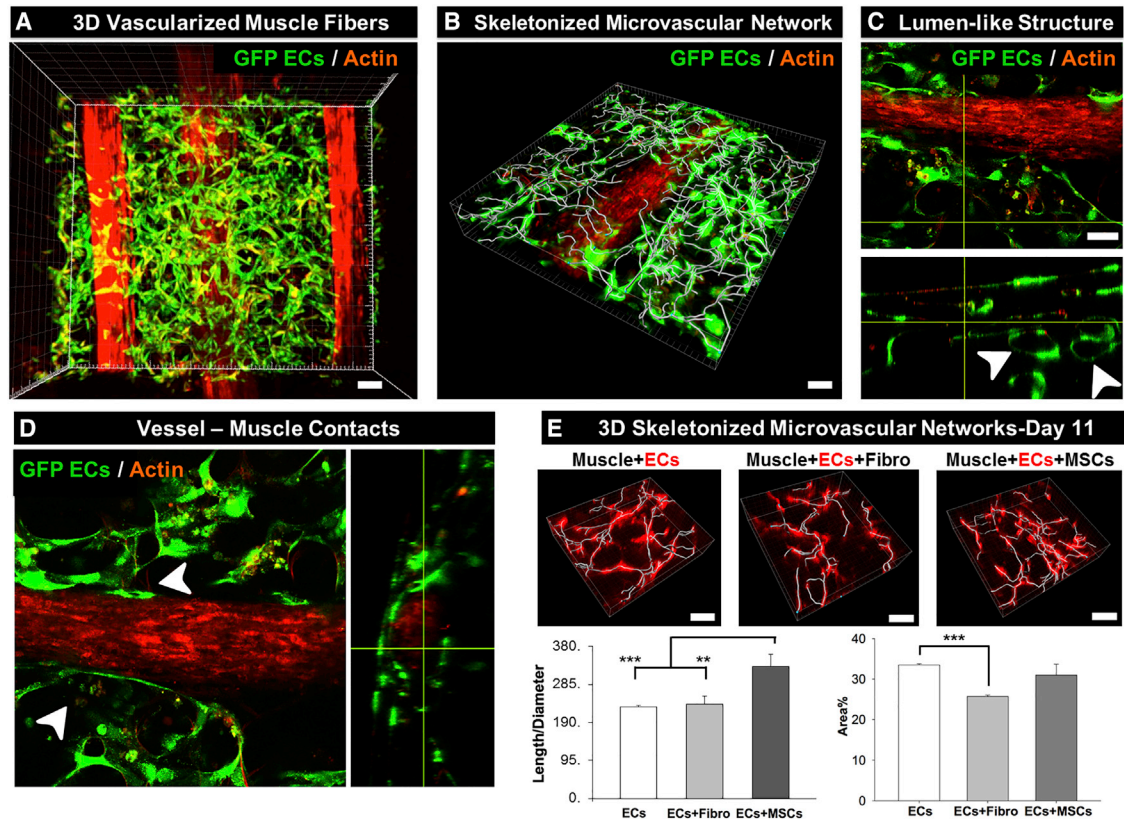 A 3D Vascularized Muscle Fibers
GFP ECs / Actin
B Skeletonized Microvascular Network
GFP ECs / Actin
C Lumen-like Structure
GFP ECs / Actin
D Vessel – Muscle Contacts
GFP ECs / Actin
E 3D Skeletonized Microvascular Networks-Day 11
Muscle+ECs
Muscle+ECs+Fibro
Muscle+ECs+MSCs
Length/Diameter
380.
285.
190.
95.
0.
***
**
ECs
ECs+Fibro
ECs+MSCs
Area%
40
30
20
10
0
***
ECs
ECs+Fibro
ECs+MSCs